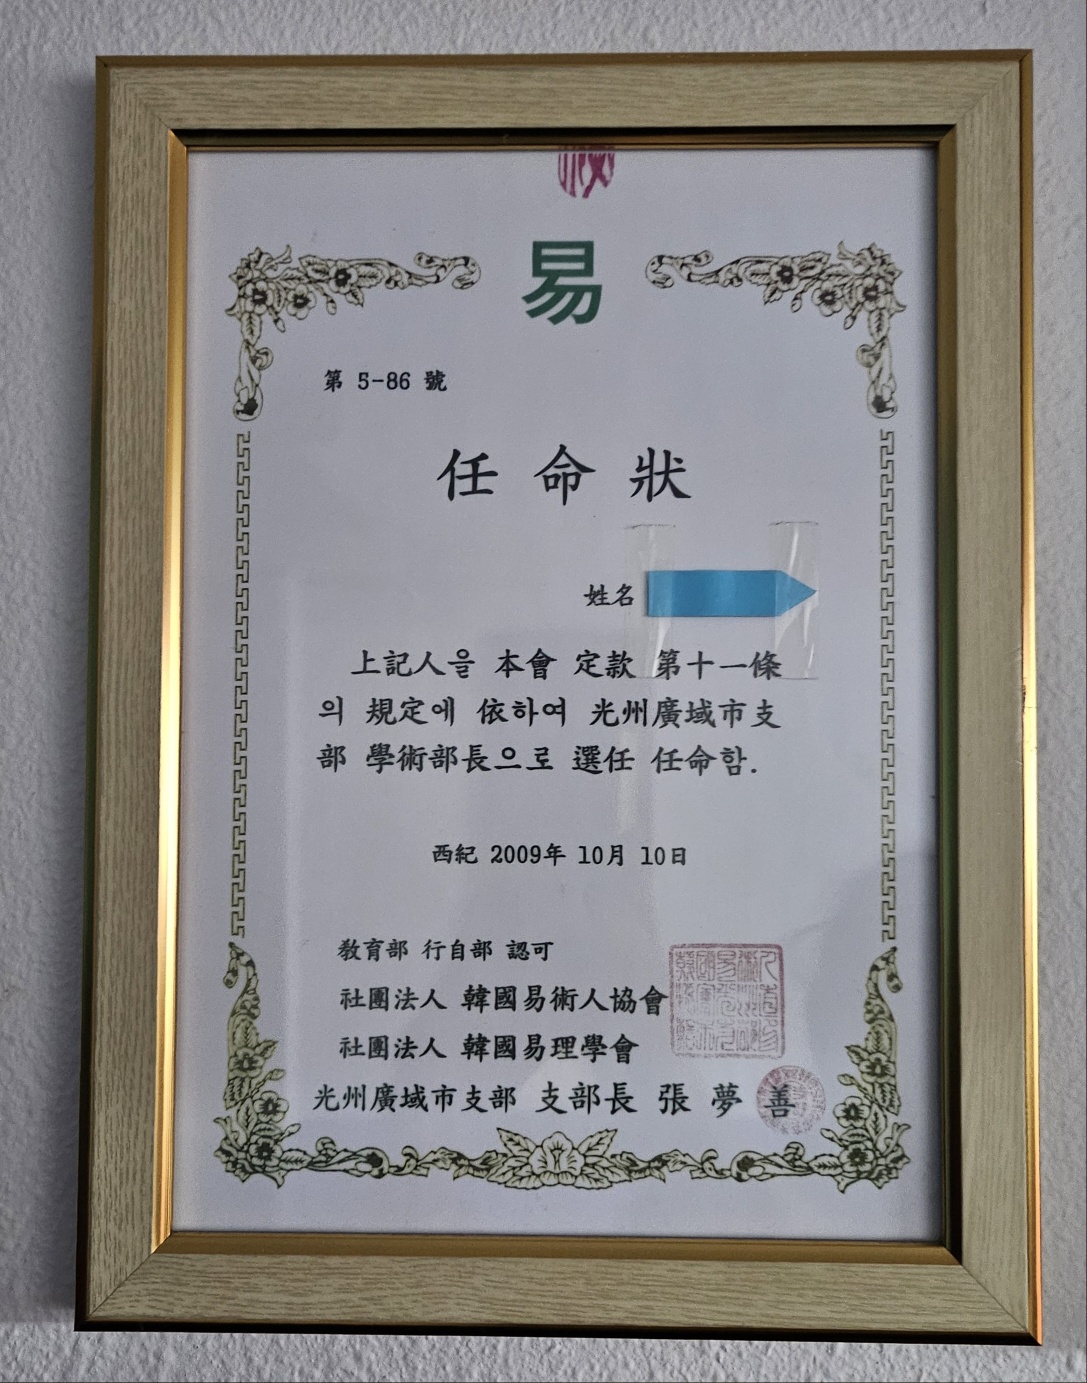 易
第 5-86 號
任 命 狀
姓名
上記人을 本會 定款 第十一條
의 規定에 依하여 光州廣域市支
部 學術部長으로 選任 任命함.
西紀 2009年 10月 10日
敎育部 行自部 認可
社團法人 韓國易術人協會
社團法人 韓國易理學會
光州廣域市支部 支部長 張 夢 善